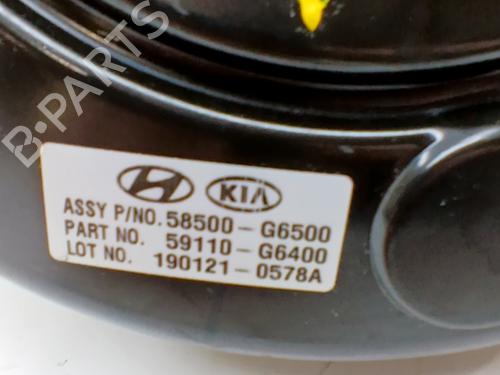 B-PARTS
KIA
ASSY P/NO. 58500-G6500
PART NO. 59110-G6400
LOT NO. 190121-0578A